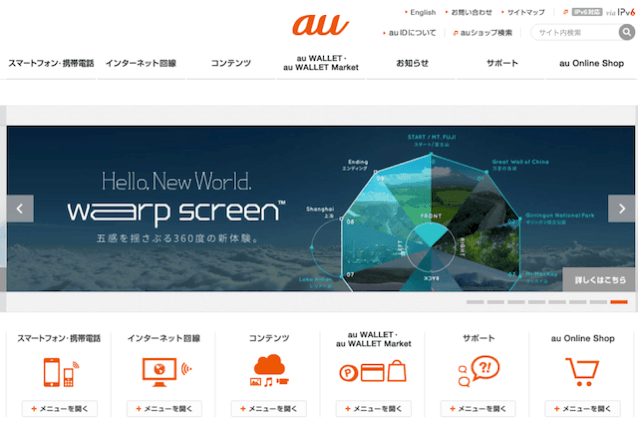 au
English お問い合わせ サイトマップ IPv6対応 via IPv6
au IDについて auショップ検索 サイト内検索
スマートフォン・携帯電話 インターネット回線 コンテンツ au WALLET・ お知らせ サポート au Online Shop
au WALLET Market
START / MT. FUJI
スタート/富士山
Ending
エンディング
Great Wall of China
万里の長城
Hello, New World.
warp screen™
五感を揺さぶる360度の新体験。
Shanghai
上海
09
08
07
FRONT
LEFT
RIGHT
BACK
詳しくはこちら
スマートフォン・携帯電話 インターネット回線 コンテンツ au WALLET・ サポート au Online Shop
au WALLET Market
P
?!
+ メニューを開く + メニューを開く + メニューを開く + メニューを開く + メニューを開く + メニューを開く